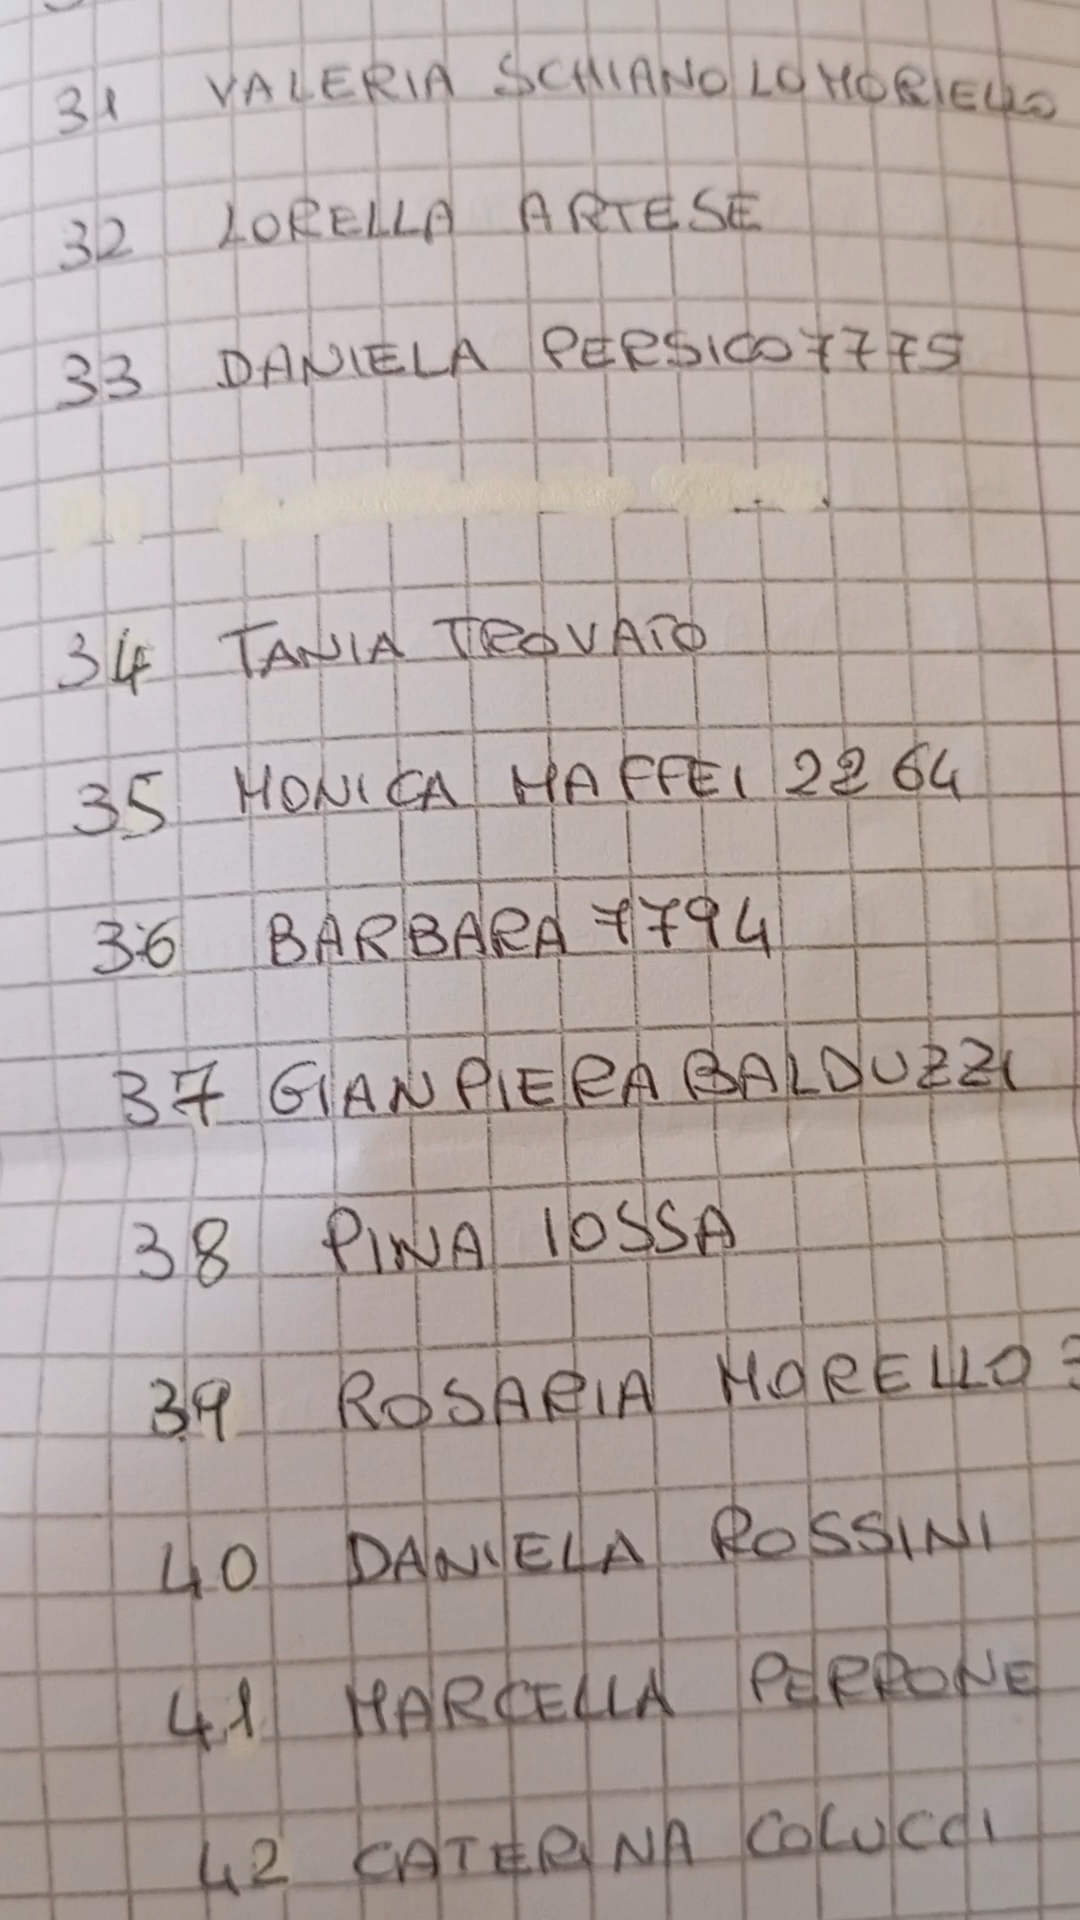 31 VALERIA SCHIANO LOMORIELLO
32 LORELLA ARTESE
33 DANIELA PERSICO 7775
34 TANIA TROVATO
35 MONICA MAFFEI 2264
36 BARBARA 7794
37 GIANPIERA BALDUZZI
38 PINA IOSSA
39 ROSARIA MORELLO
40 DANIELA ROSSINI
41 MARCELLA PERRONE
42 CATERINA COLUCCI